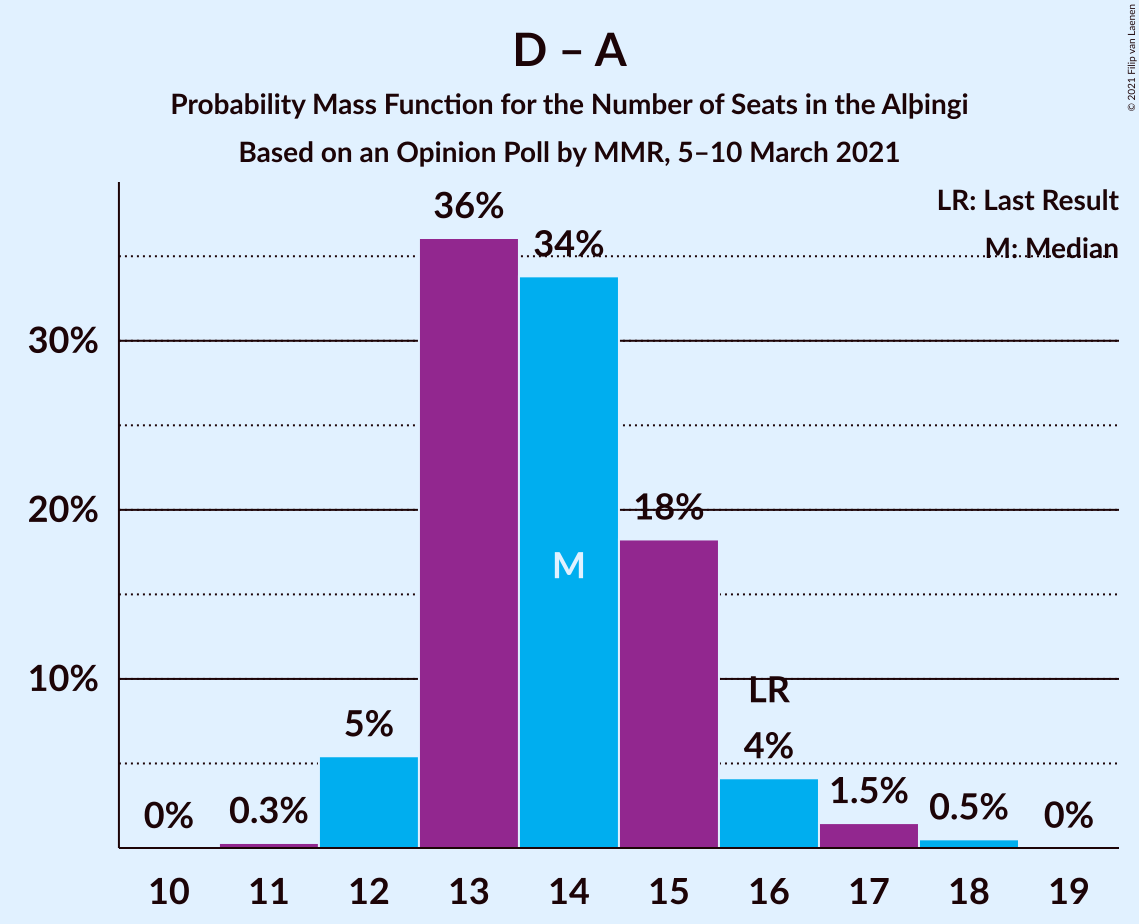 D – A
Probability Mass Function for the Number of Seats in the Alþingi
Based on an Opinion Poll by MMR, 5–10 March 2021
© 2021 Filip van Laenen
LR: Last Result
M: Median
36%
34%
30%
20%
18%
M
10%
LR
5%
4%
0%
0.3%
1.5%
0.5%
0%
10 11 12 13 14 15 16 17 18 19